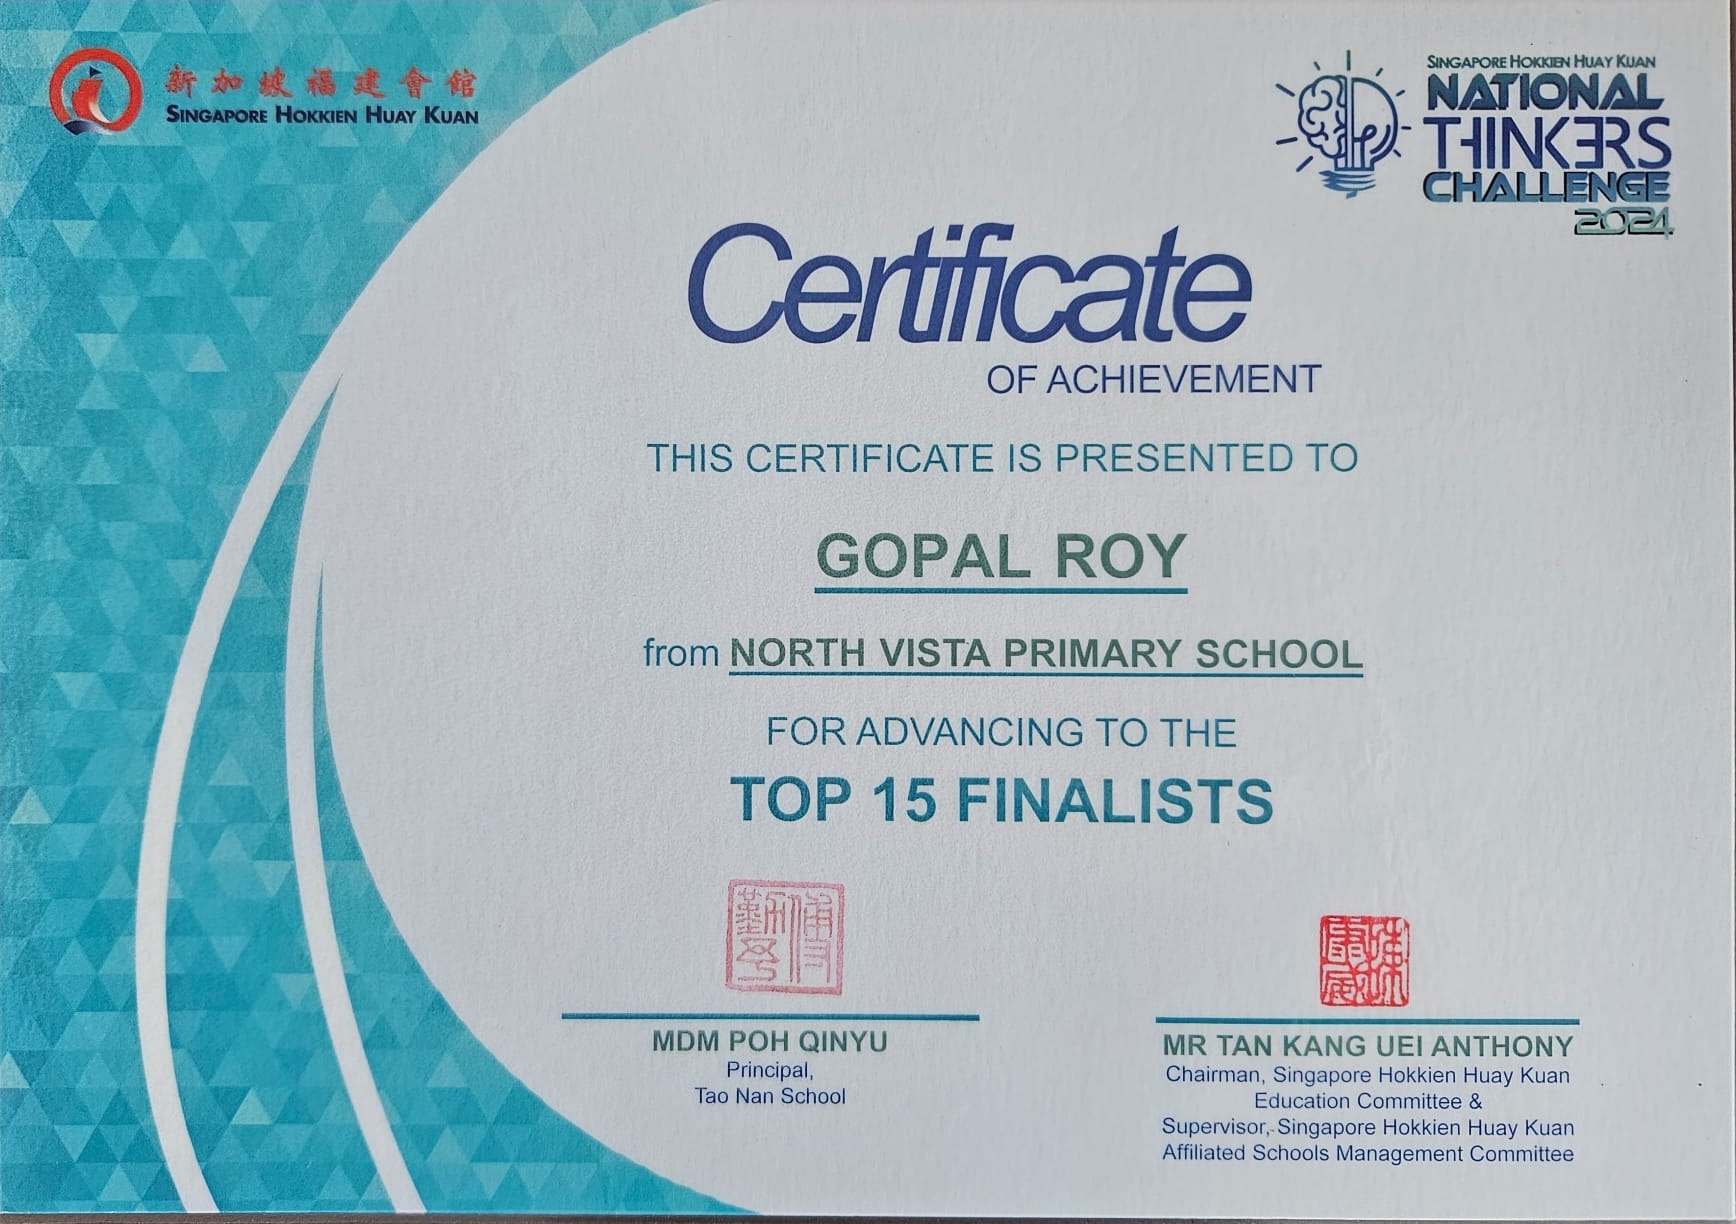 新加坡福建會館
SINGAPORE HOKKIEN HUAY KUAN
SINGAPORE HOKKIEN HUAY KUAN
NATIONAL
THINKERS
CHALLENGE
2024
Certificate
OF ACHIEVEMENT
THIS CERTIFICATE IS PRESENTED TO
GOPAL ROY
from NORTH VISTA PRIMARY SCHOOL
FOR ADVANCING TO THE
TOP 15 FINALISTS
MDM POH QINYU
Principal,
Tao Nan School
MR TAN KANG UEI ANTHONY
Chairman, Singapore Hokkien Huay Kuan
Education Committee &
Supervisor, Singapore Hokkien Huay Kuan
Affiliated Schools Management Committee